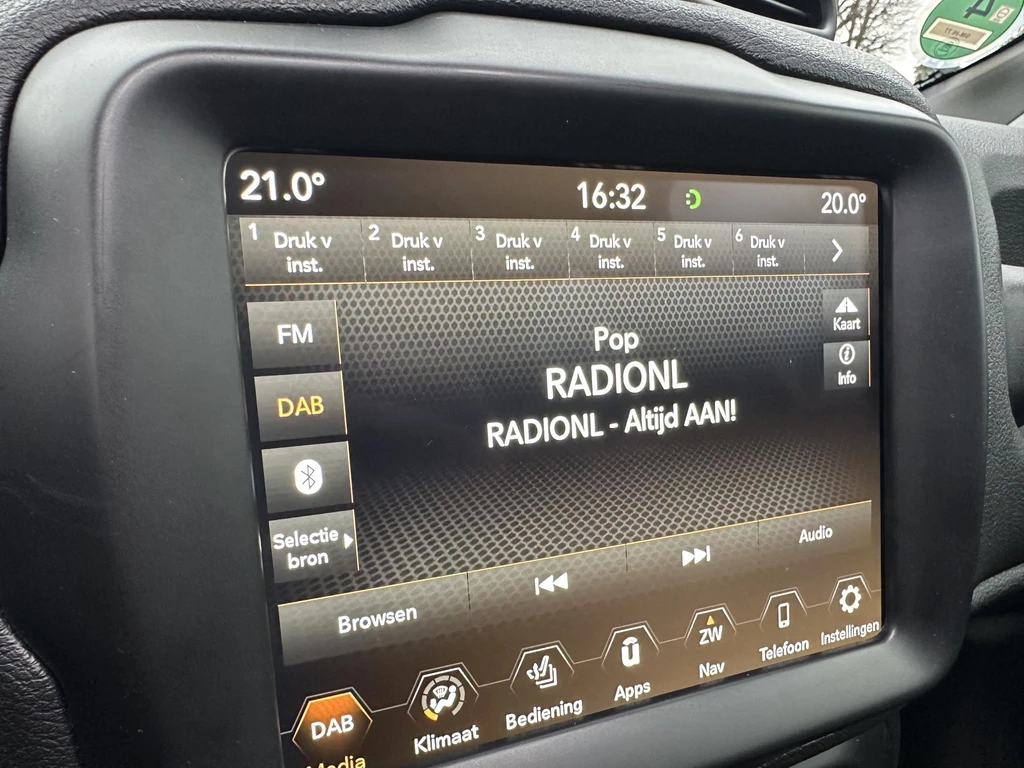 21.0° 16:32 20.0°
1 Druk v inst. 2 Druk v inst. 3 Druk v inst. 4 Druk v inst. 5 Druk v inst. 6 Druk v inst.
FM
DAB
Selectie
bron
Pop
RADIONL
RADIONL - Altijd AAN!
Kaart
Info
Browsen
Audio
DAB
Media
Klimaat
Bediening
Apps
ZW
Nav
Telefoon
Instellingen
4